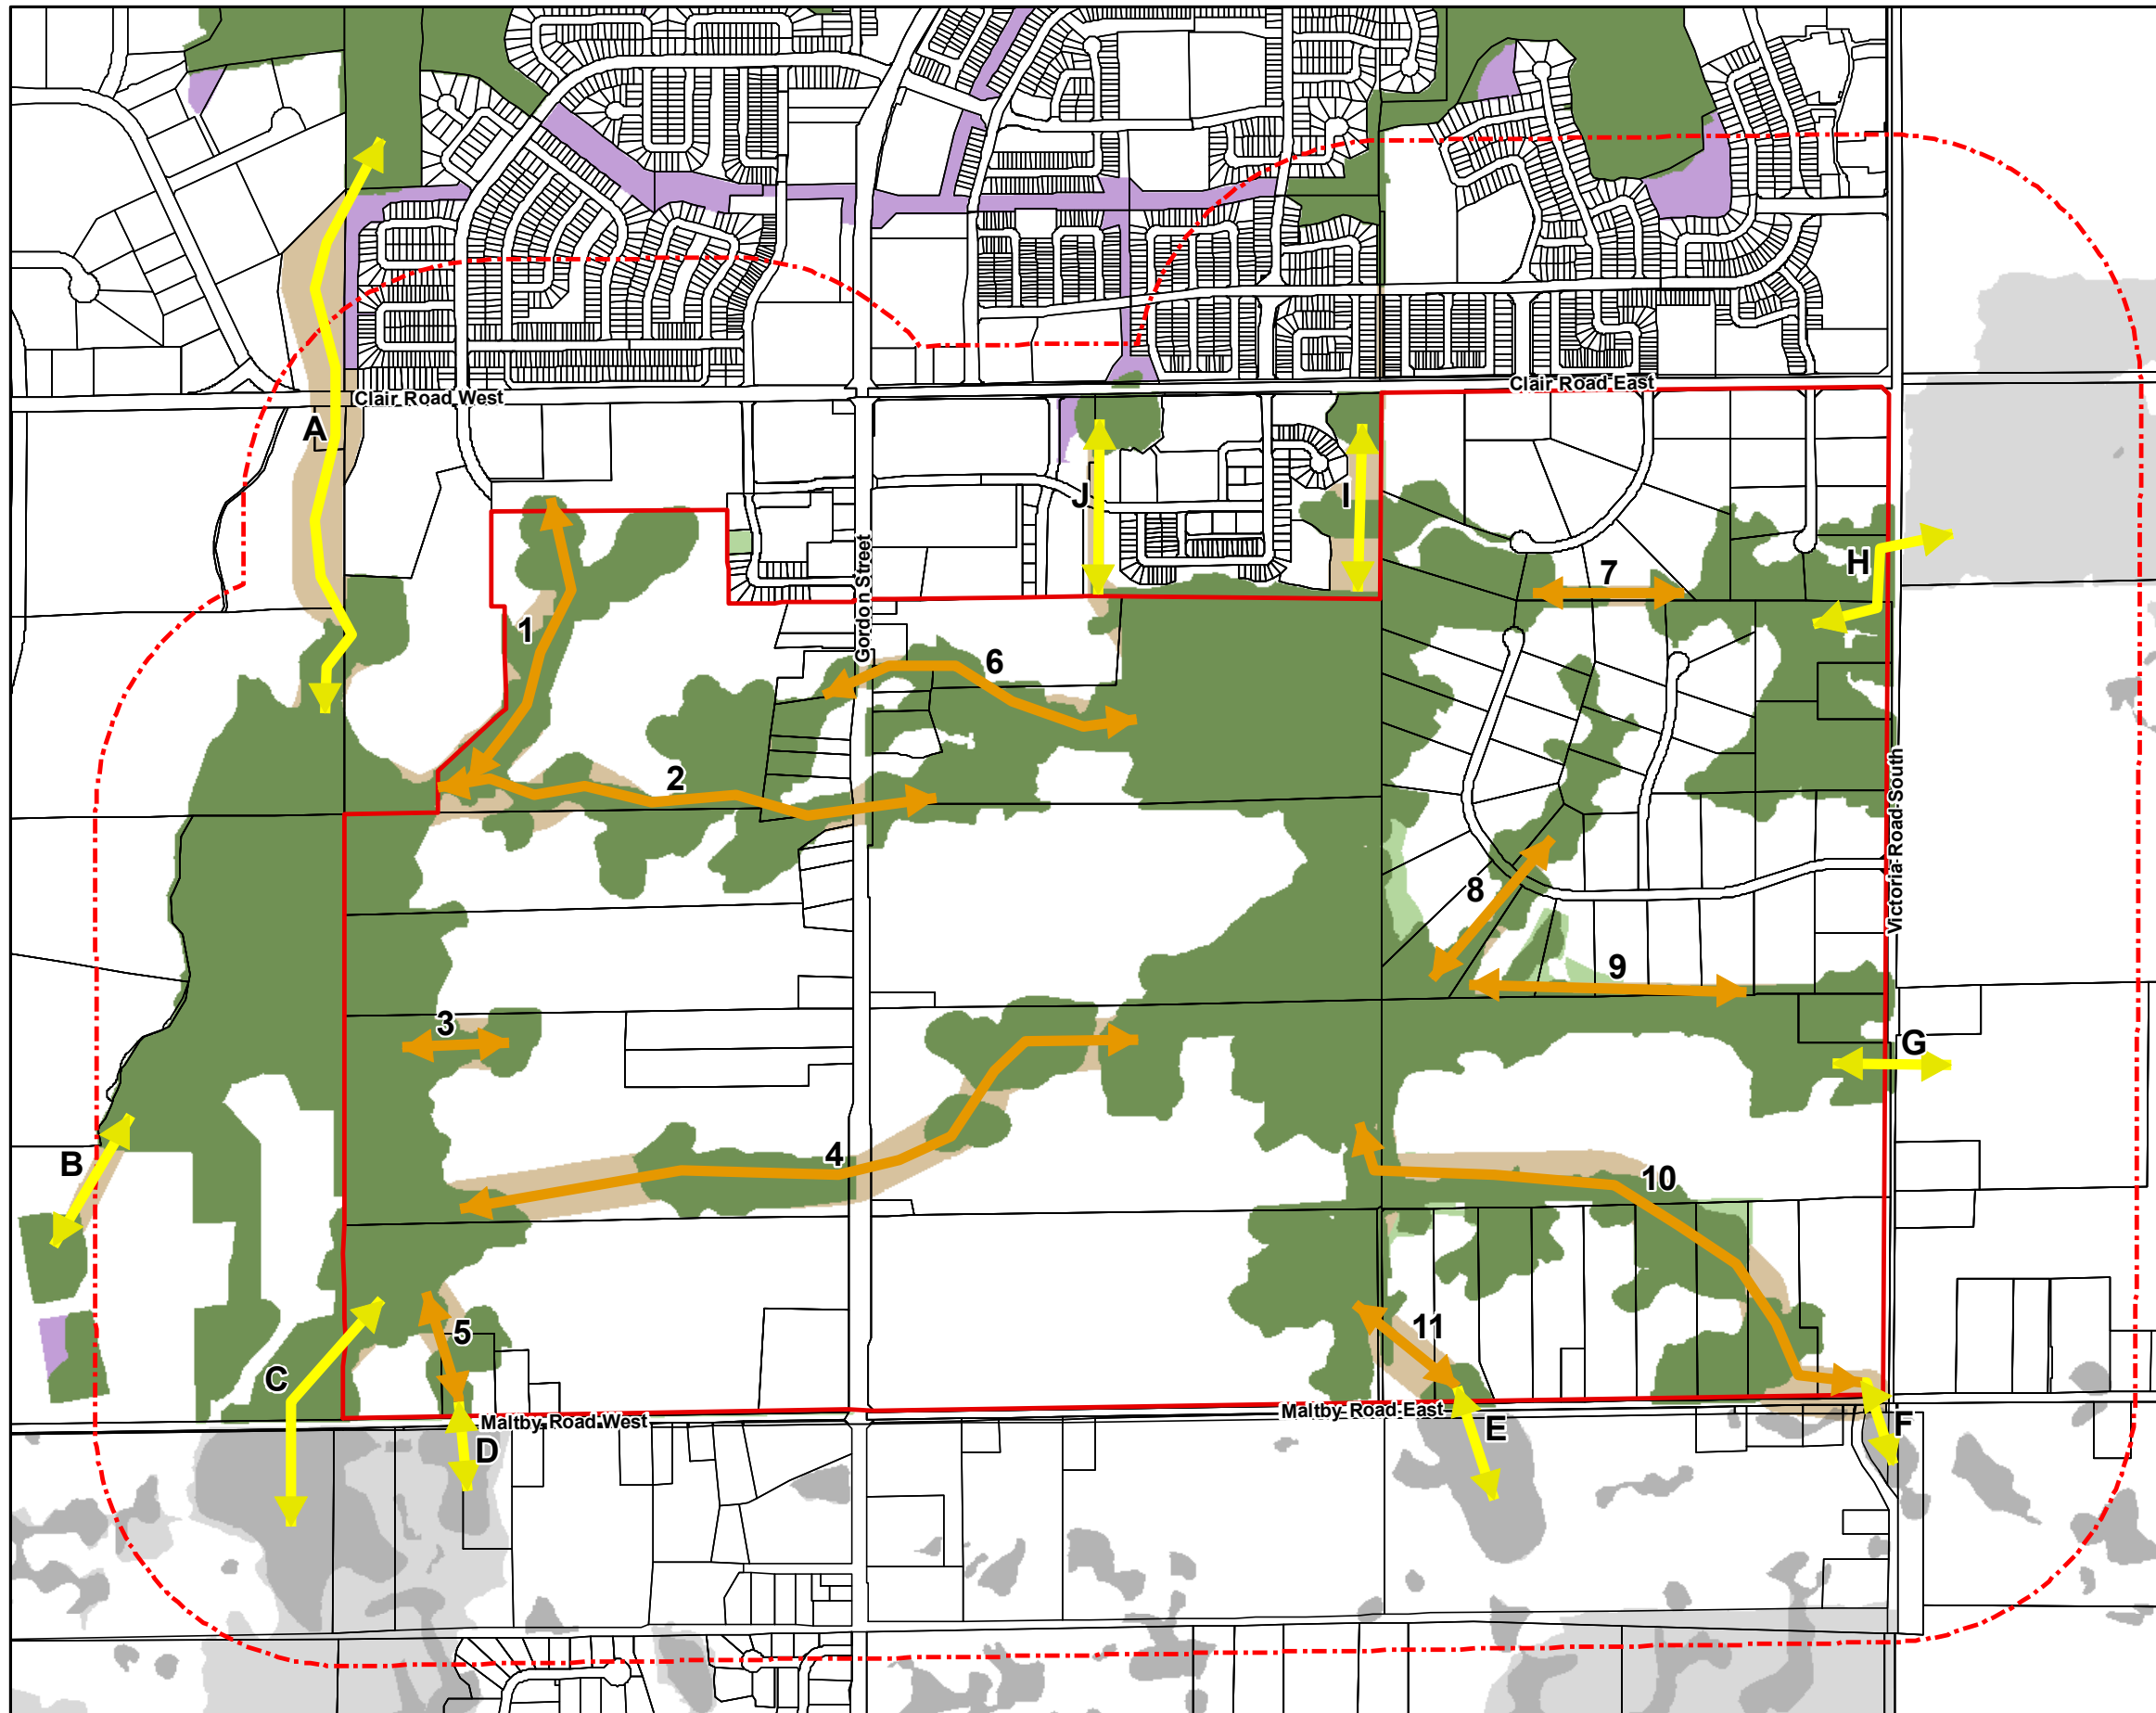 Clair Road East
Clair Road West
A
J
I
Gordon Street
H
7
1
6
2
Victoria Road South
8
9
3
G
4
B
10
11
5
C
Maltby Road West
Maltby Road East
D
E
F